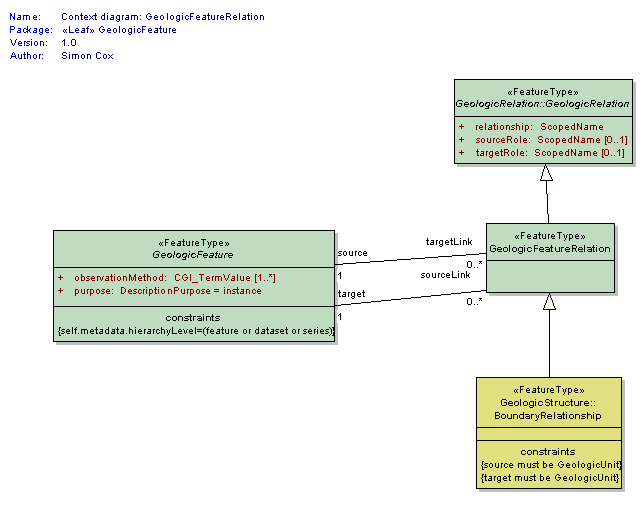 Name: Context diagram: GeologicFeatureRelation
Package: «Leaf» GeologicFeature
Version: 1.0
Author: Simon Cox
«FeatureType»
GeologicRelation::GeologicRelation
+ relationship: ScopedName
+ sourceRole: ScopedName [0..1]
+ targetRole: ScopedName [0..1]
«FeatureType»
GeologicFeature
+ observationMethod: CGI_TermValue [1..*]
+ purpose: DescriptionPurpose = instance
constraints
{self.metadata.hierarchyLevel=(feature or dataset or series)}
source
1
targetLink
0..*
target
1
sourceLink
0..*
«FeatureType»
GeologicFeatureRelation
«FeatureType»
GeologicStructure::
BoundaryRelationship
constraints
{source must be GeologicUnit}
{target must be GeologicUnit}